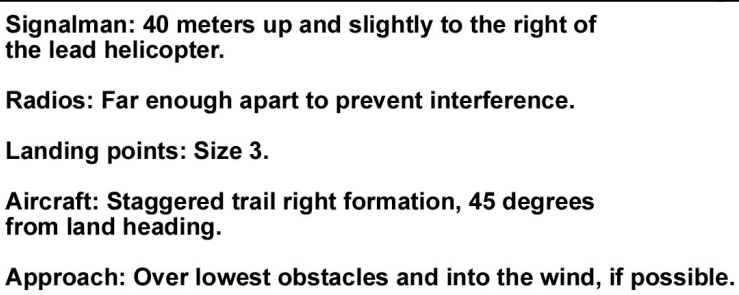 Signalman: 40 meters up and slightly to the right of
the lead helicopter.
Radios: Far enough apart to prevent interference.
Landing points: Size 3.
Aircraft: Staggered trail right formation, 45 degrees
from land heading.
Approach: Over lowest obstacles and into the wind, if possible.